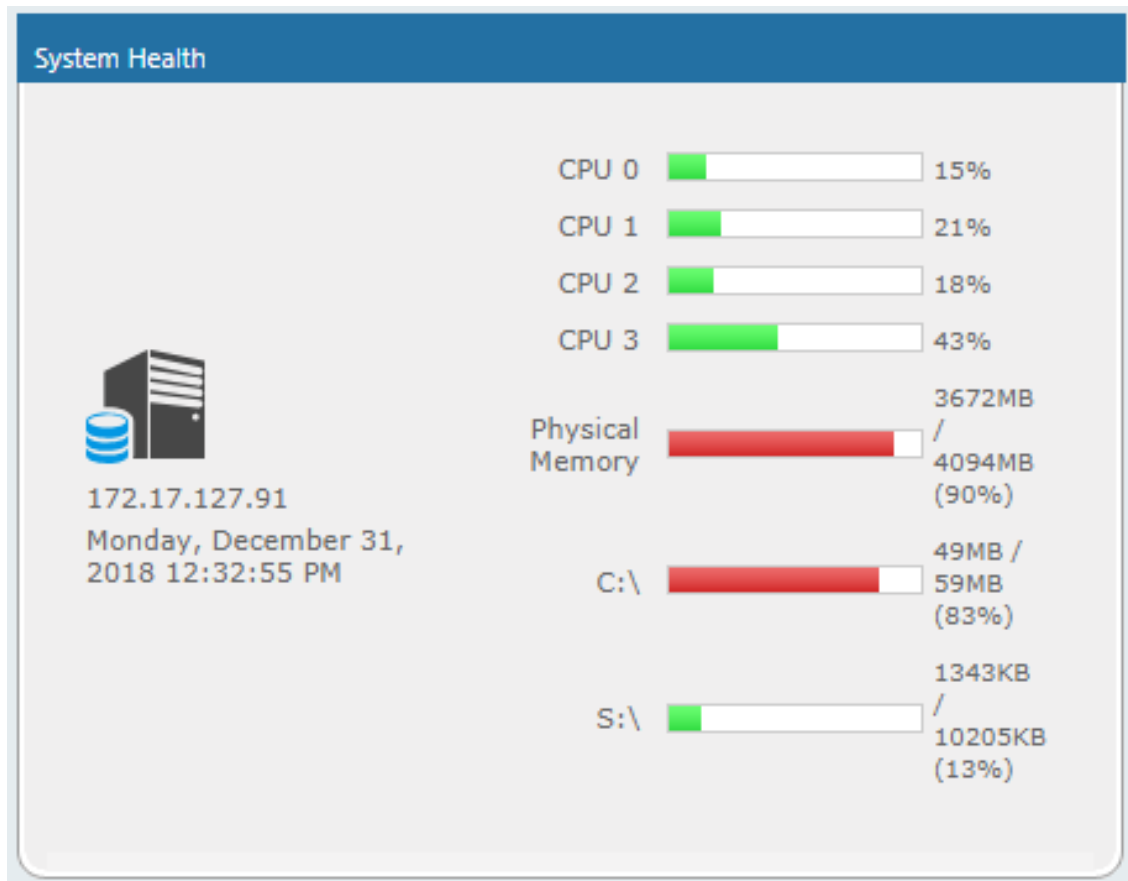 System Health
CPU 0
15%
CPU 1
21%
CPU 2
18%
CPU 3
43%
Physical
Memory
3672MB
/
4094MB
(90%)
172.17.127.91
Monday, December 31,
2018 12:32:55 PM
C:\
49MB /
59MB
(83%)
S:\
1343KB
/
10205KB
(13%)